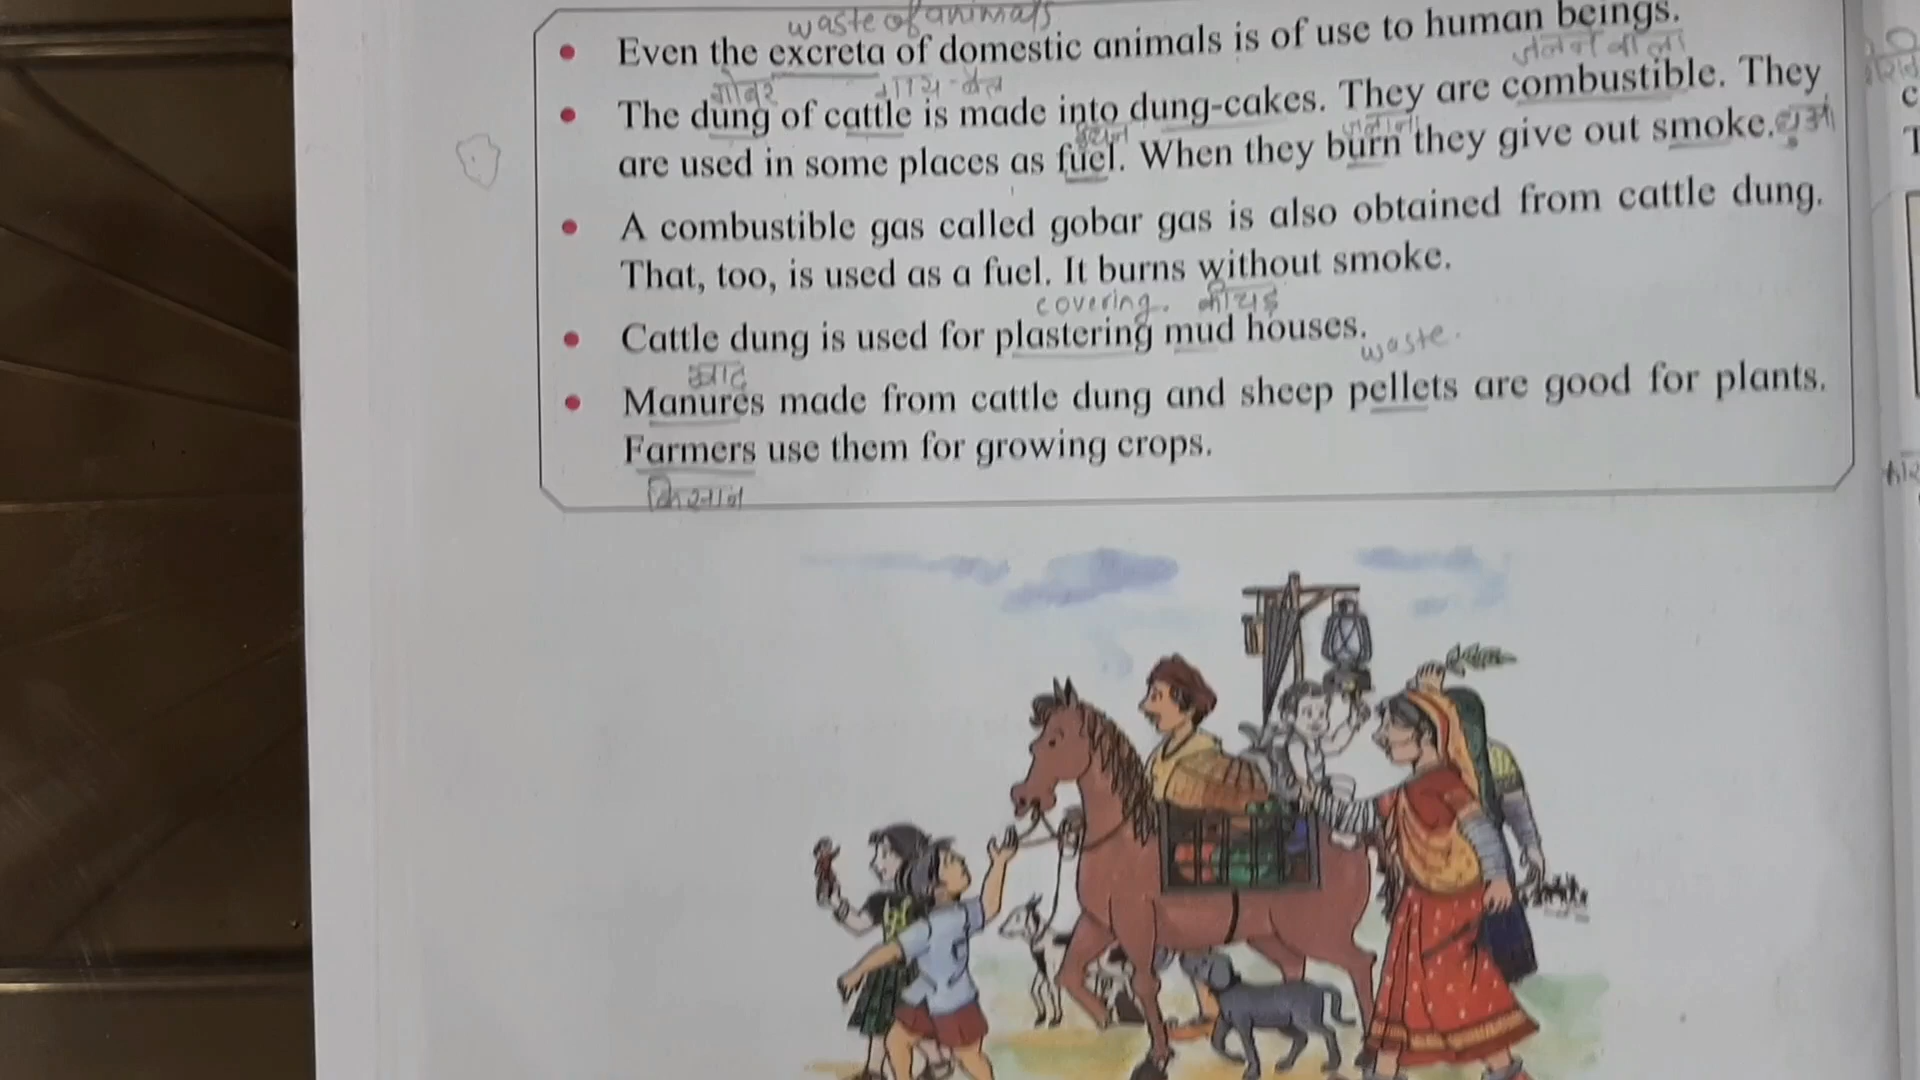 waste of animals
• Even the excreta of domestic animals is of use to human beings.
जलने वाला
गोबर गाय-बैल
• The dung of cattle is made into dung-cakes. They are combustible. They
ईंधन जलाना धुआँ
are used in some places as fuel. When they burn they give out smoke.
• A combustible gas called gobar gas is also obtained from cattle dung.
That, too, is used as a fuel. It burns without smoke.
covering. कीचड़
• Cattle dung is used for plastering mud houses.
खाद waste.
• Manures made from cattle dung and sheep pellets are good for plants.
Farmers use them for growing crops.
किसान
c
T